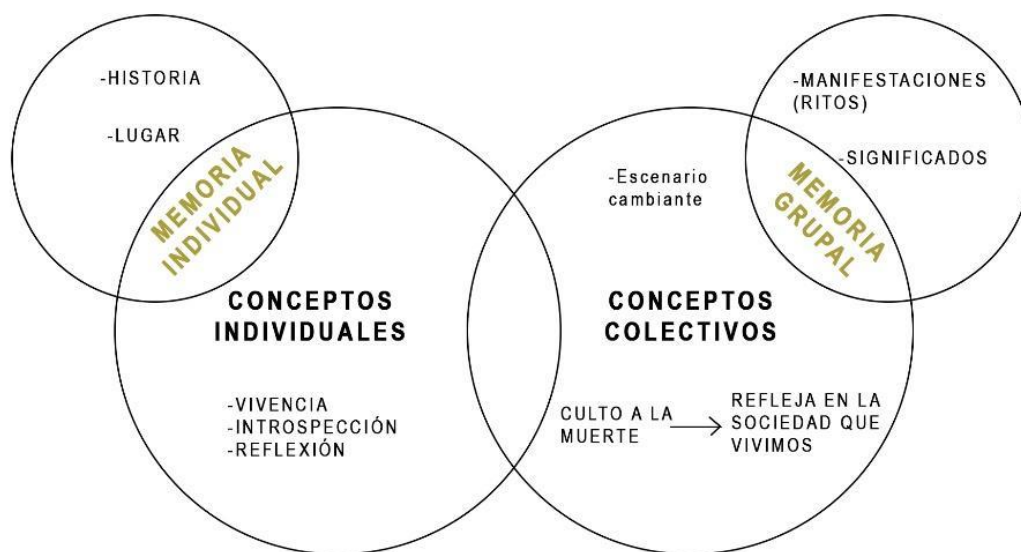 -HISTORIA
-LUGAR
MEMORIA
INDIVIDUAL
CONCEPTOS
INDIVIDUALES
-VIVENCIA
-INTROSPECCIÓN
-REFLEXIÓN
-MANIFESTACIONES
(RITOS)
-SIGNIFICADOS
MEMORIA
GRUPAL
-Escenario
cambiante
CONCEPTOS
COLECTIVOS
CULTO A LA
MUERTE
REFLEJA EN LA
SOCIEDAD QUE
VIVIMOS